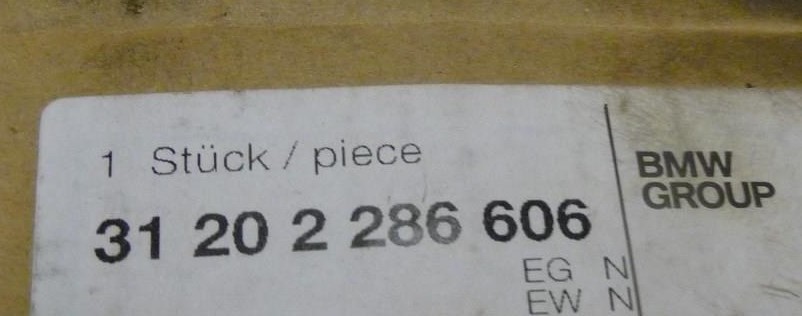 1 Stück / piece
31 20 2 286 606
EG N
EW N
BMW
GROUP